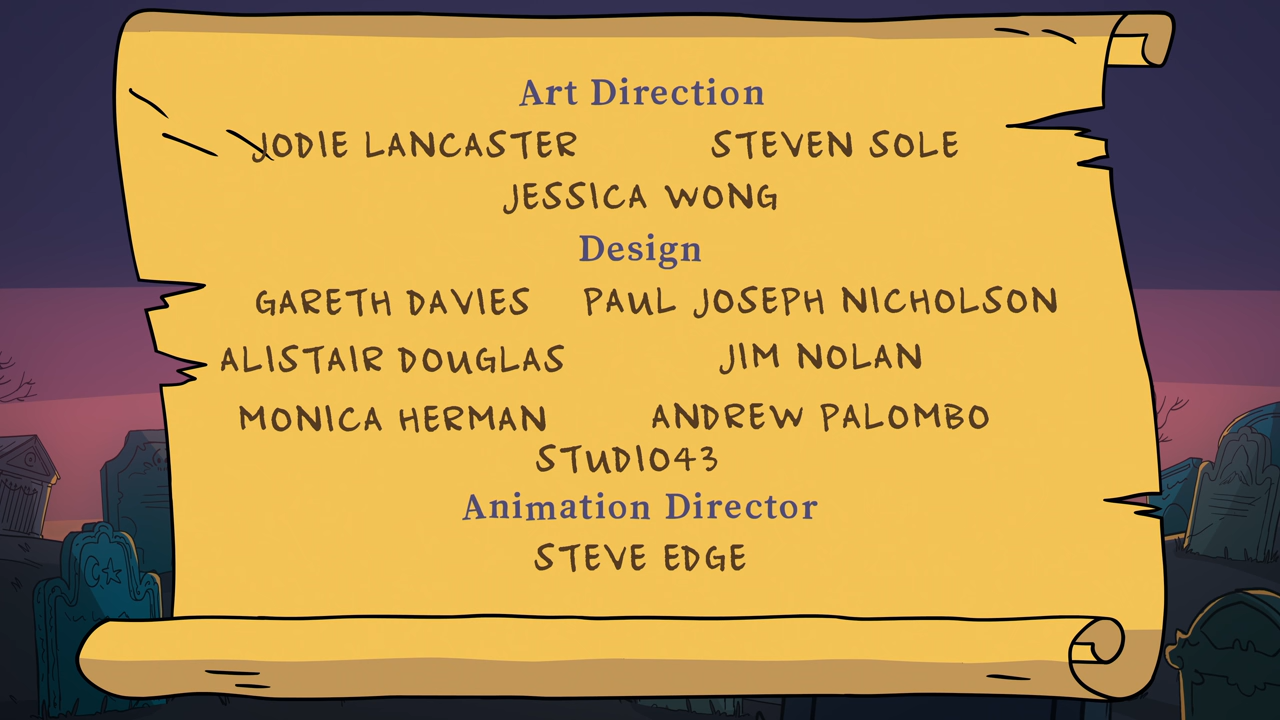 Art Direction
JODIE LANCASTER STEVEN SOLE
JESSICA WONG
Design
GARETH DAVIES PAUL JOSEPH NICHOLSON
ALISTAIR DOUGLAS JIM NOLAN
MONICA HERMAN ANDREW PALOMBO
STUDIO43
Animation Director
STEVE EDGE